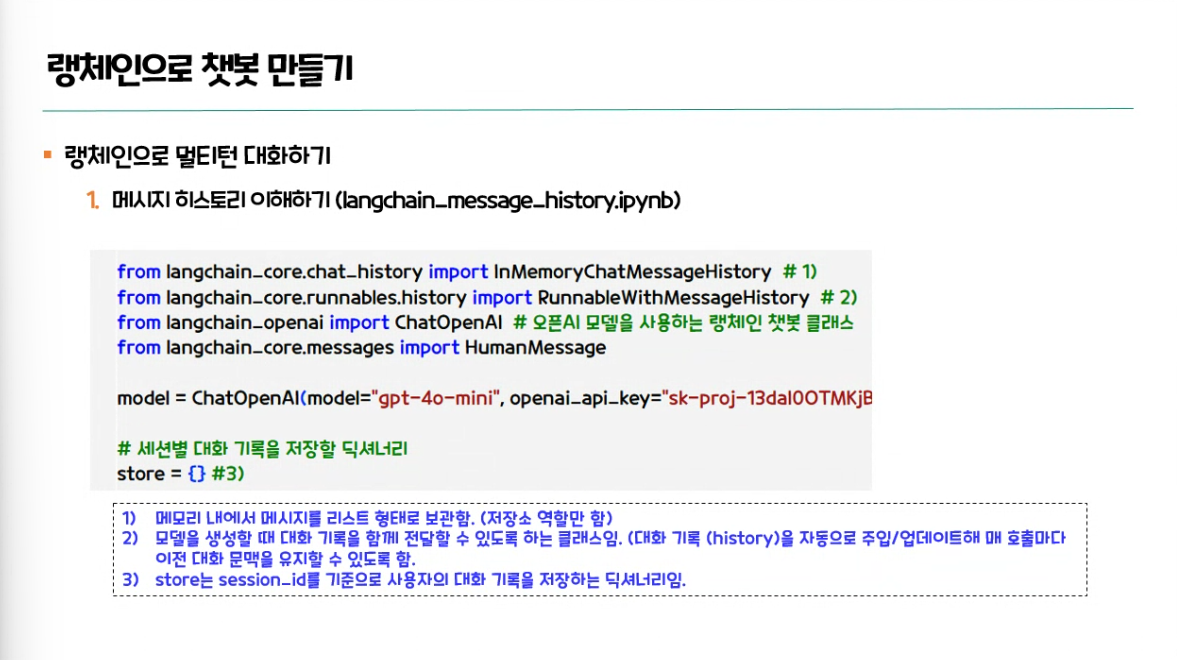 랭체인으로 챗봇 만들기
▪ 랭체인으로 멀티턴 대화하기
1. 메시지 히스토리 이해하기 (langchain_message_history.ipynb)
from langchain_core.chat_history import InMemoryChatMessageHistory # 1)
from langchain_core.runnables.history import RunnableWithMessageHistory # 2)
from langchain_openai import ChatOpenAI # 오픈AI 모델을 사용하는 랭체인 챗봇 클래스
from langchain_core.messages import HumanMessage
model = ChatOpenAI(model="gpt-4o-mini", openai_api_key="sk-proj-13dal0OTMKjB
# 세션별 대화 기록을 저장할 딕셔너리
store = {} #3)
1) 메모리 내에서 메시지를 리스트 형태로 보관함. (저장소 역할만 함)
2) 모델을 생성할 때 대화 기록을 함께 전달할 수 있도록 하는 클래스임. (대화 기록 (history)을 자동으로 주입/업데이트해 매 호출마다
이전 대화 문맥을 유지할 수 있도록 함.
3) store는 session_id를 기준으로 사용자의 대화 기록을 저장하는 딕셔너리임.